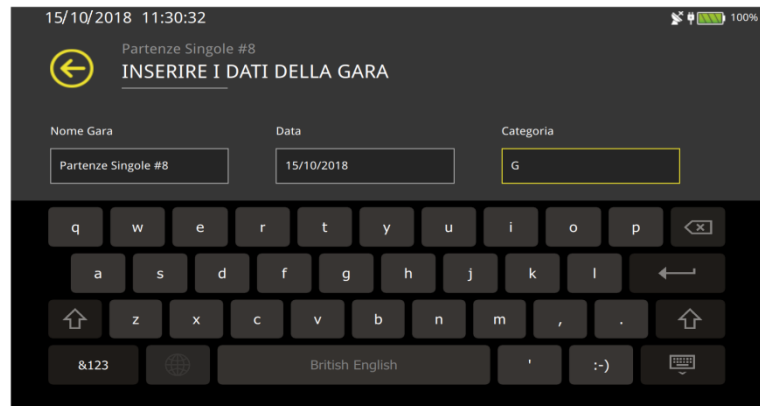 15/10/2018 11:30:32 100%
Partenze Singole #8
INSERIRE I DATI DELLA GARA
Nome Gara Data Categoria
Partenze Singole #8 15/10/2018 G
q w e r t y u i o p
a s d f g h j k l
z x c v b n m , .
&123 British English ' :-)